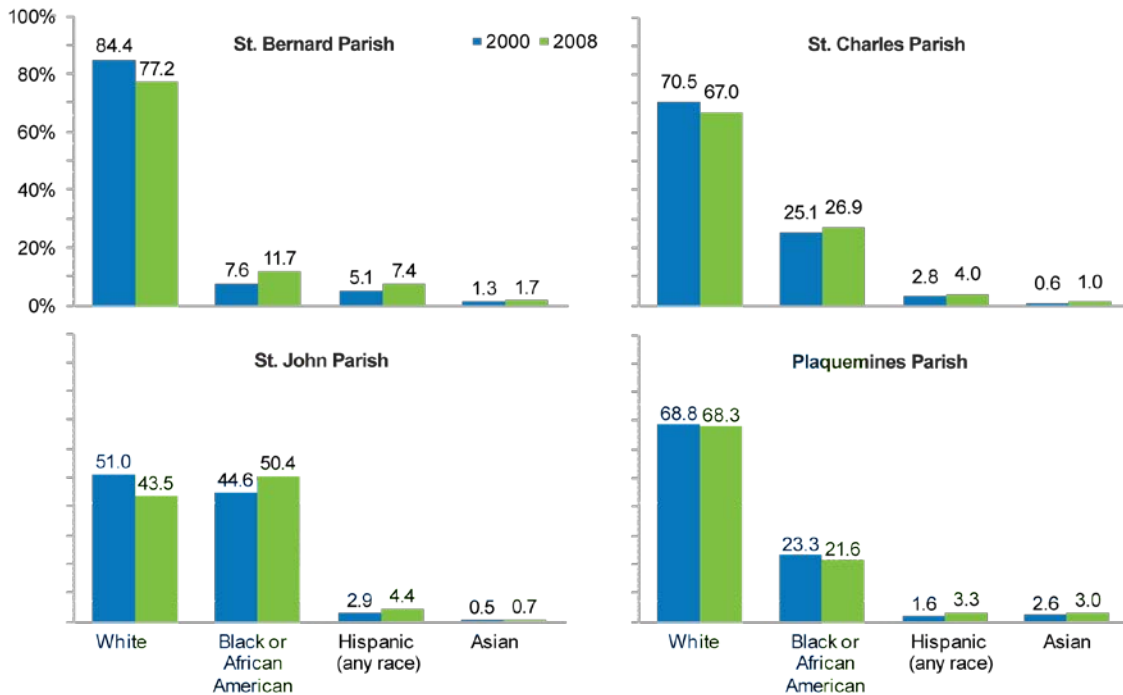 100%
80%
60%
40%
20%
0%
St. Bernard Parish
2000 2008
84.4
77.2
7.6
11.7
5.1
7.4
1.3
1.7
St. Charles Parish
70.5
67.0
25.1
26.9
2.8
4.0
0.6
1.0
St. John Parish
51.0
43.5
44.6
50.4
2.9
4.4
0.5
0.7
White
Black or
African
American
Hispanic
(any race)
Asian
Plaquemines Parish
68.8
68.3
23.3
21.6
1.6
3.3
2.6
3.0
White
Black or
African
American
Hispanic
(any race)
Asian